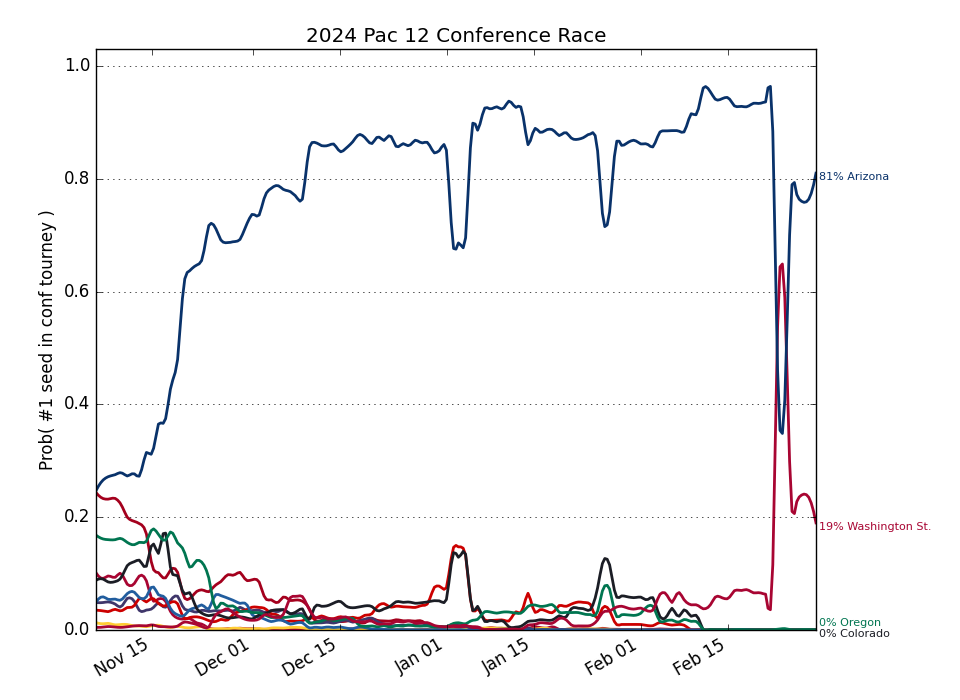 2024 Pac 12 Conference Race
Prob( #1 seed in conf tourney )
1.0
0.8
0.6
0.4
0.2
0.0
Nov 15
Dec 01
Dec 15
Jan 01
Jan 15
Feb 01
Feb 15
81% Arizona
19% Washington St.
0% Oregon
0% Colorado